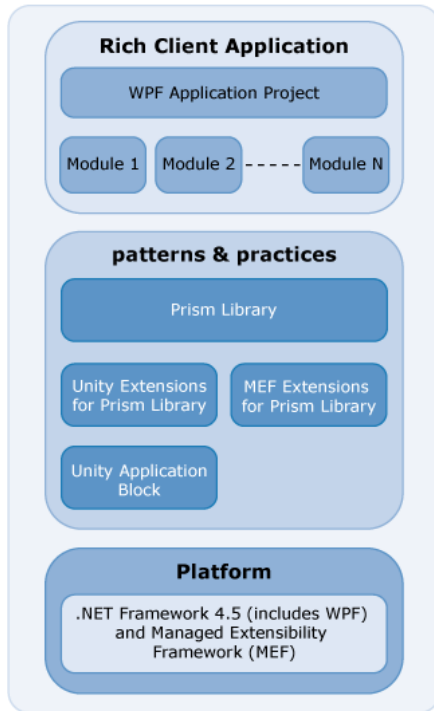 Rich Client Application
WPF Application Project
Module 1
Module 2
Module N
patterns & practices
Prism Library
Unity Extensions
for Prism Library
MEF Extensions
for Prism Library
Unity Application
Block
Platform
.NET Framework 4.5 (includes WPF)
and Managed Extensibility
Framework (MEF)